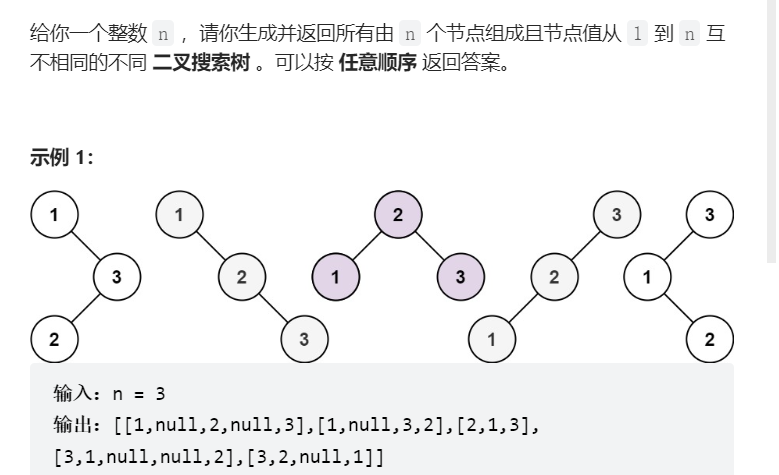 给你一个整数 n ，请你生成并返回所有由 n 个节点组成且节点值从 1 到 n 互
不相同的不同 二叉搜索树 。可以按 任意顺序 返回答案。
示例 1：
1 1 2 3 3
3 2 1 3 2 1
2 3 1 2
输入：n = 3
输出：[[1,null,2,null,3],[1,null,3,2],[2,1,3],
[3,1,null,null,2],[3,2,null,1]]